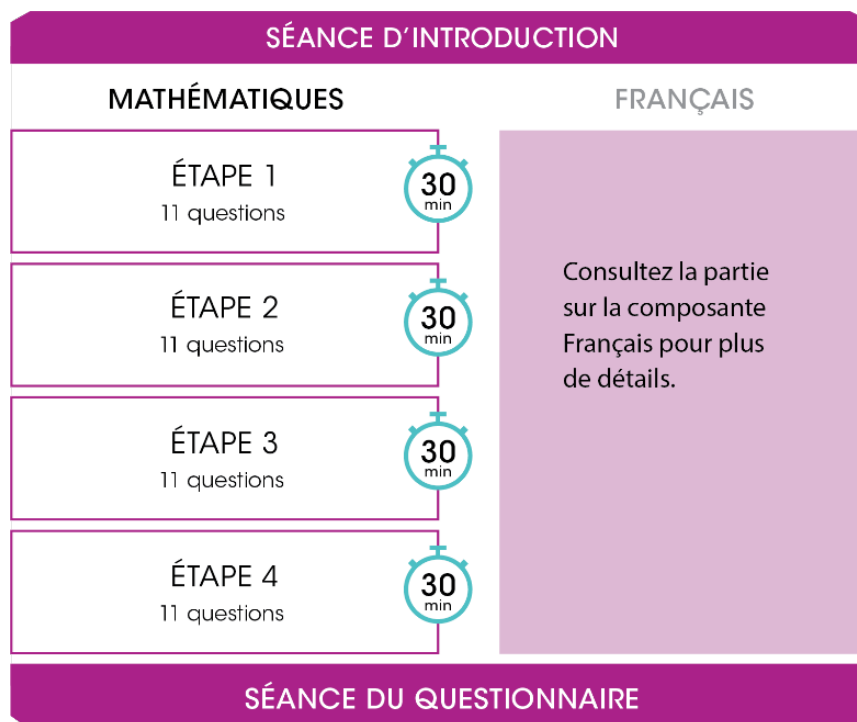 SÉANCE D’INTRODUCTION
MATHÉMATIQUES
FRANÇAIS
ÉTAPE 1
11 questions
30
min
ÉTAPE 2
11 questions
30
min
ÉTAPE 3
11 questions
30
min
ÉTAPE 4
11 questions
30
min
Consultez la partie
sur la composante
Français pour plus
de détails.
SÉANCE DU QUESTIONNAIRE